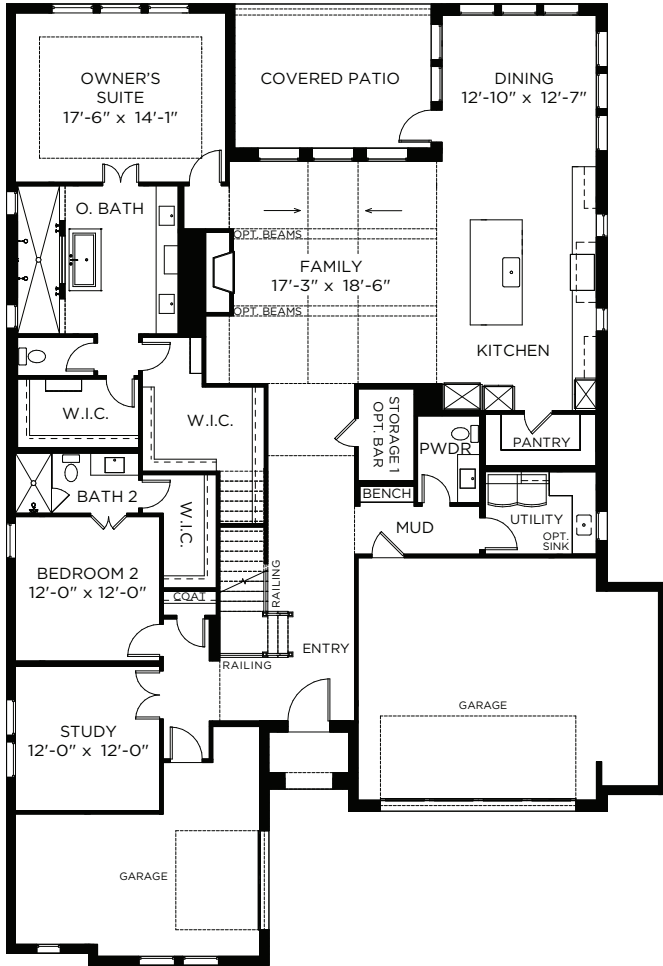 OWNER'S
SUITE
17'-6" x 14'-1"
COVERED PATIO
DINING
12'-10" x 12'-7"
O. BATH
OPT. BEAMS
FAMILY
17'-3" x 18'-6"
OPT. BEAMS
KITCHEN
W.I.C.
W.I.C.
STORAGE 1
OPT. BAR
PWDR
PANTRY
BATH 2
W.I.C.
BENCH
MUD
UTILITY
OPT.
SINK
BEDROOM 2
12'-0" x 12'-0"
COAT
RAILING
ENTRY
RAILING
STUDY
12'-0" x 12'-0"
GARAGE
GARAGE